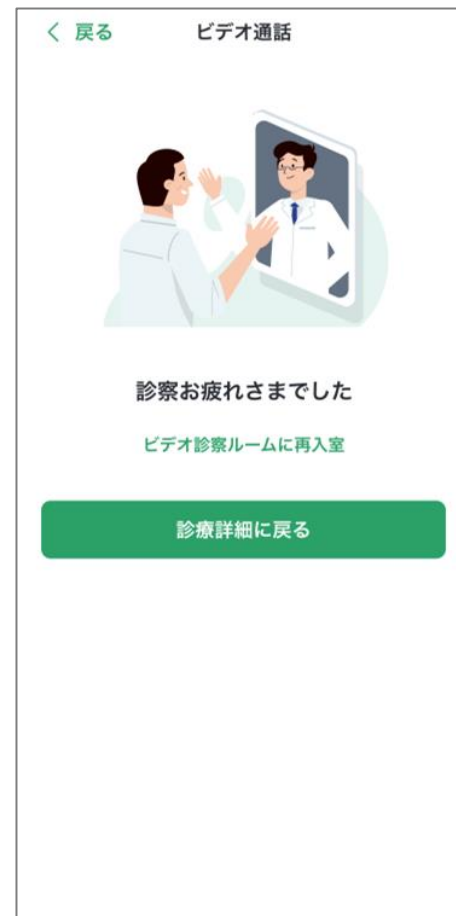 戻る
ビデオ通話
診察お疲れさまでした
ビデオ診察ルームに再入室
診療詳細に戻る